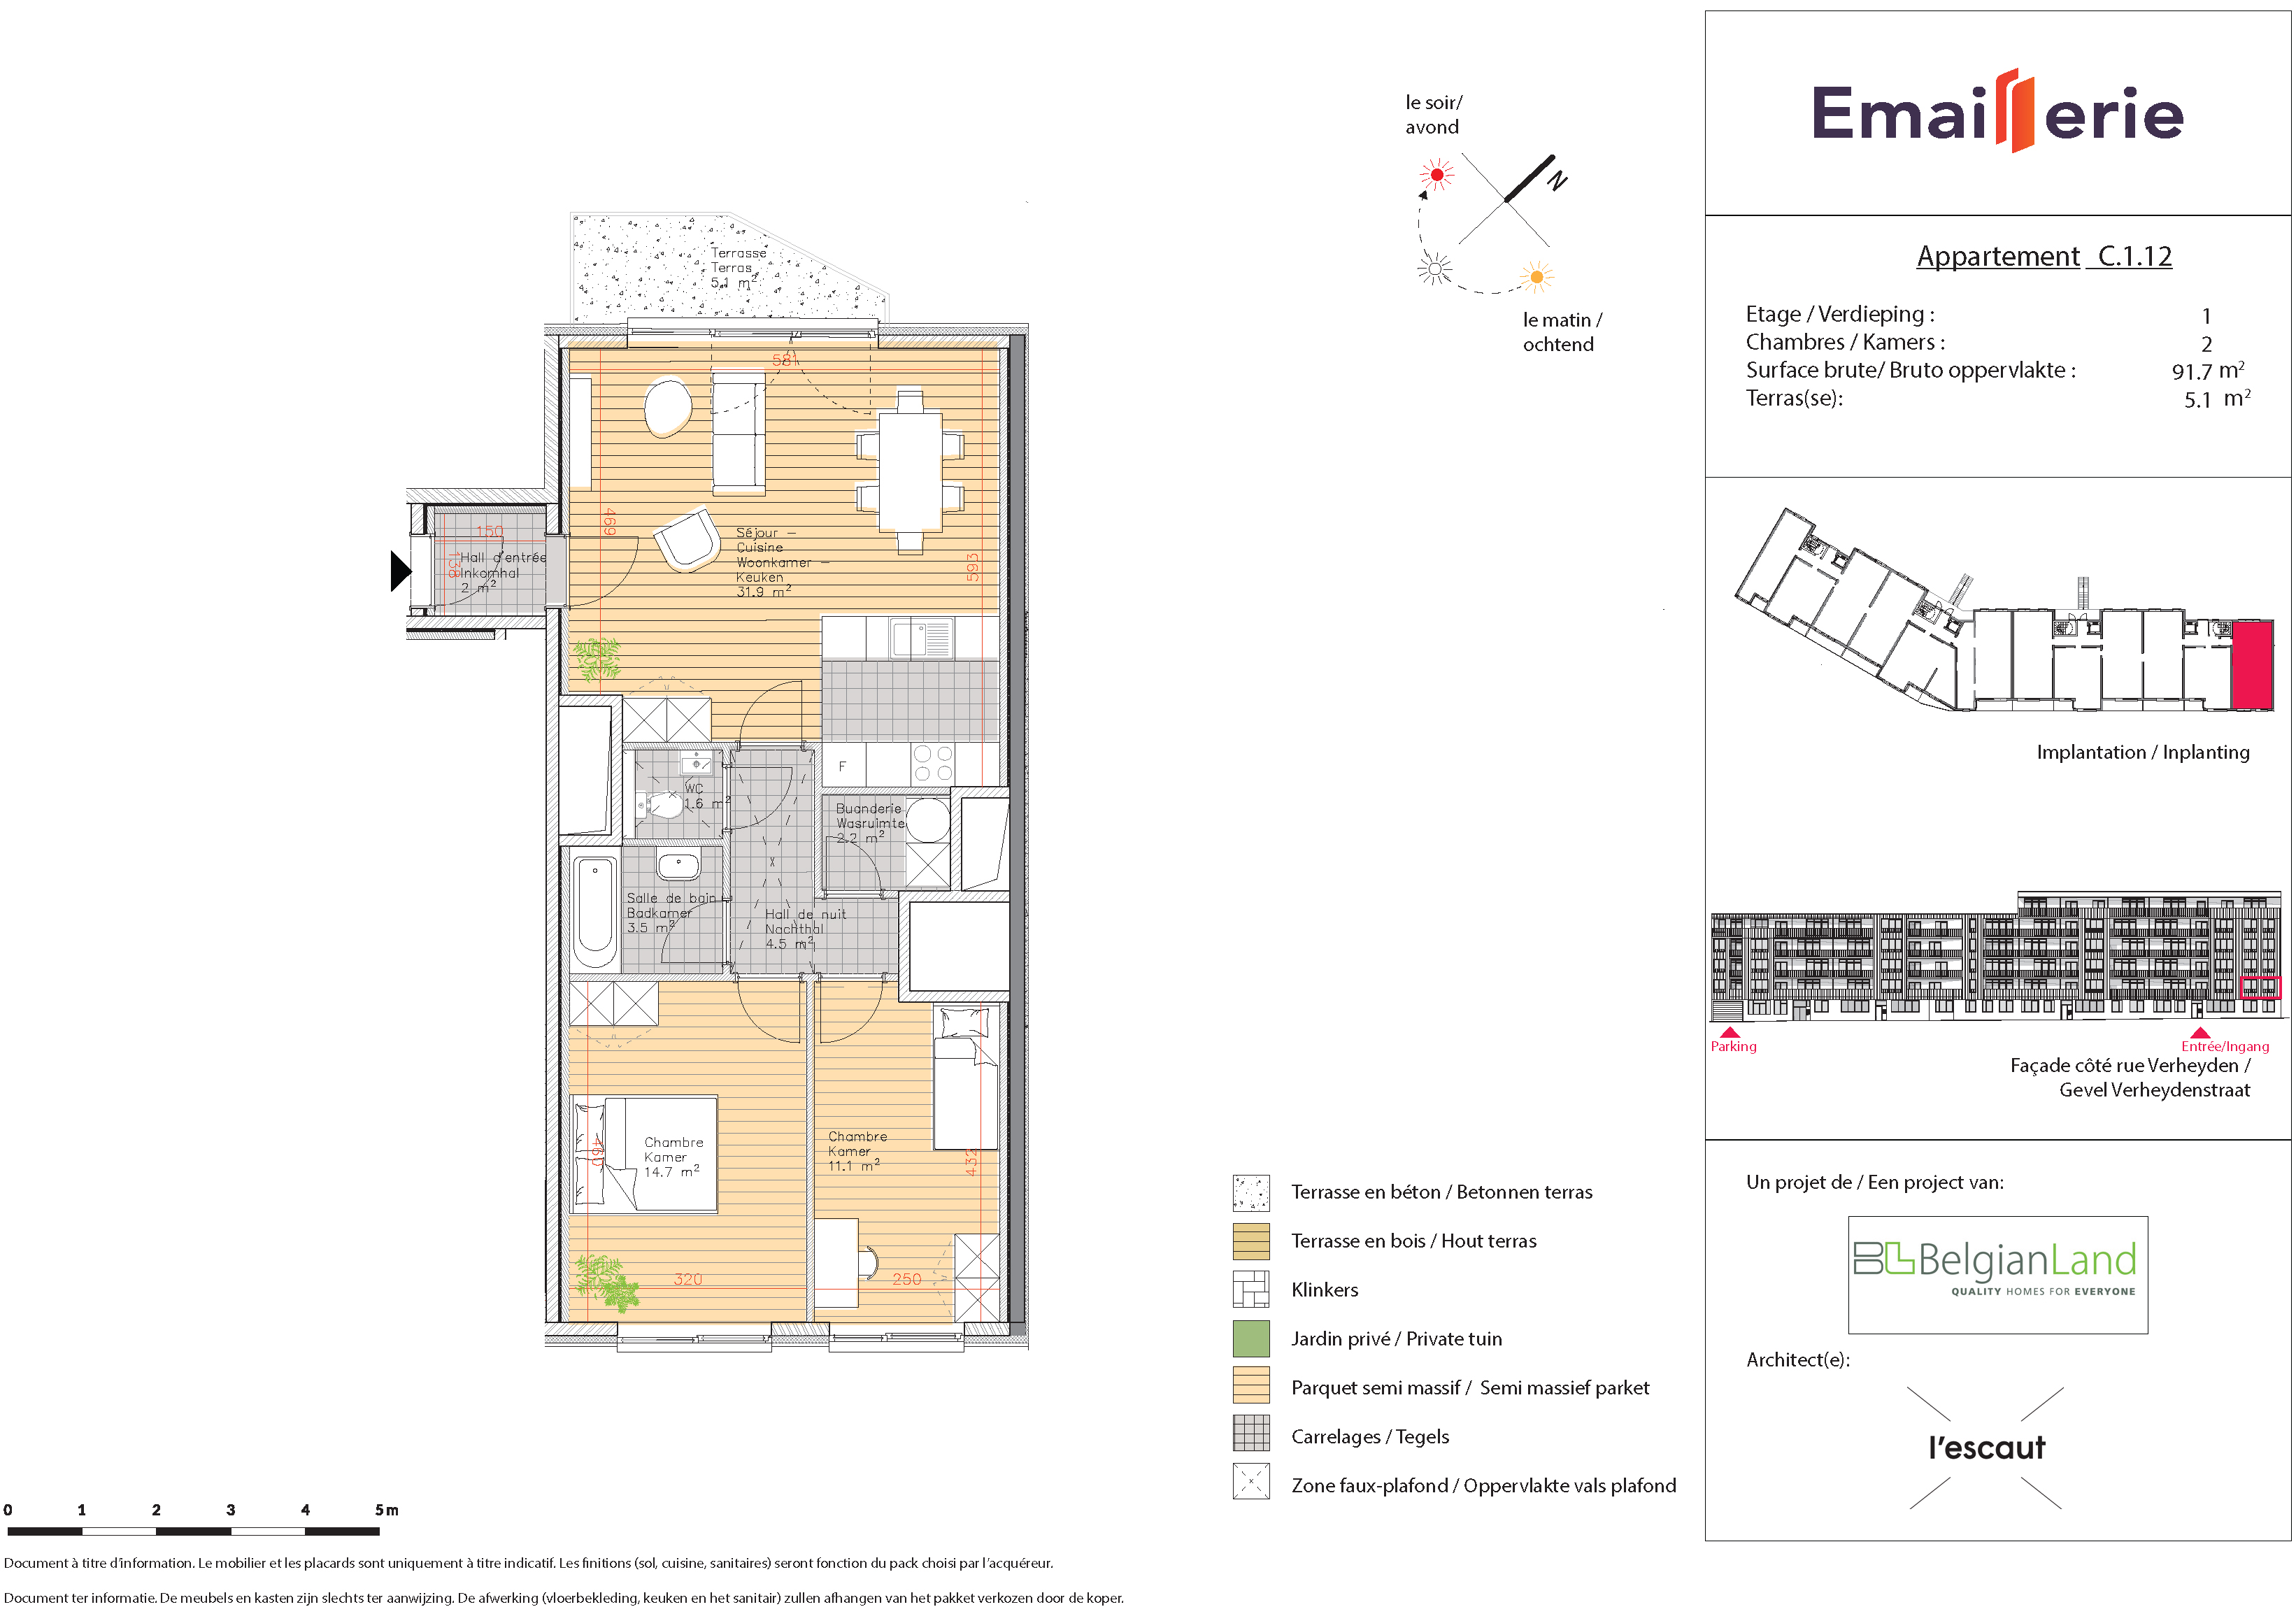 le soir/
avond
N
le matin /
ochtend
Emaillerie
Appartement C.1.12
Etage / Verdieping : 1
Chambres / Kamers : 2
Surface brute/ Bruto oppervlakte : 91.7 m²
Terras(se): 5.1 m²
Terrasse
Terras
5.1 m²
581
469
593
150
138
Hall d'entrée
Inkomhal
2 m²
Séjour –
Cuisine
Woonkamer –
Keuken
31.9 m²
F
WC
1.6 m²
Buanderie
Wasruimte
2.2 m²
Salle de bain
Badkamer
3.5 m²
Hall de nuit
Nachthal
4.5 m²
Chambre
Kamer
14.7 m²
460
320
Chambre
Kamer
11.1 m²
432
250
Implantation / Inplanting
Parking
Entrée/Ingang
Façade côté rue Verheyden /
Gevel Verheydenstraat
Terrasse en béton / Betonnen terras
Terrasse en bois / Hout terras
Klinkers
Jardin privé / Private tuin
Parquet semi massif / Semi massief parket
Carrelages / Tegels
Zone faux-plafond / Oppervlakte vals plafond
Un projet de / Een project van:
BL BelgianLand
QUALITY HOMES FOR EVERYONE
Architect(e):
l'escaut
0 1 2 3 4 5 m
Document à titre d'information. Le mobilier et les placards sont uniquement à titre indicatif. Les finitions (sol, cuisine, sanitaires) seront fonction du pack choisi par l'acquéreur.
Document ter informatie. De meubels en kasten zijn slechts ter aanwijzing. De afwerking (vloerbekleding, keuken en het sanitair) zullen afhangen van het pakket verkozen door de koper.